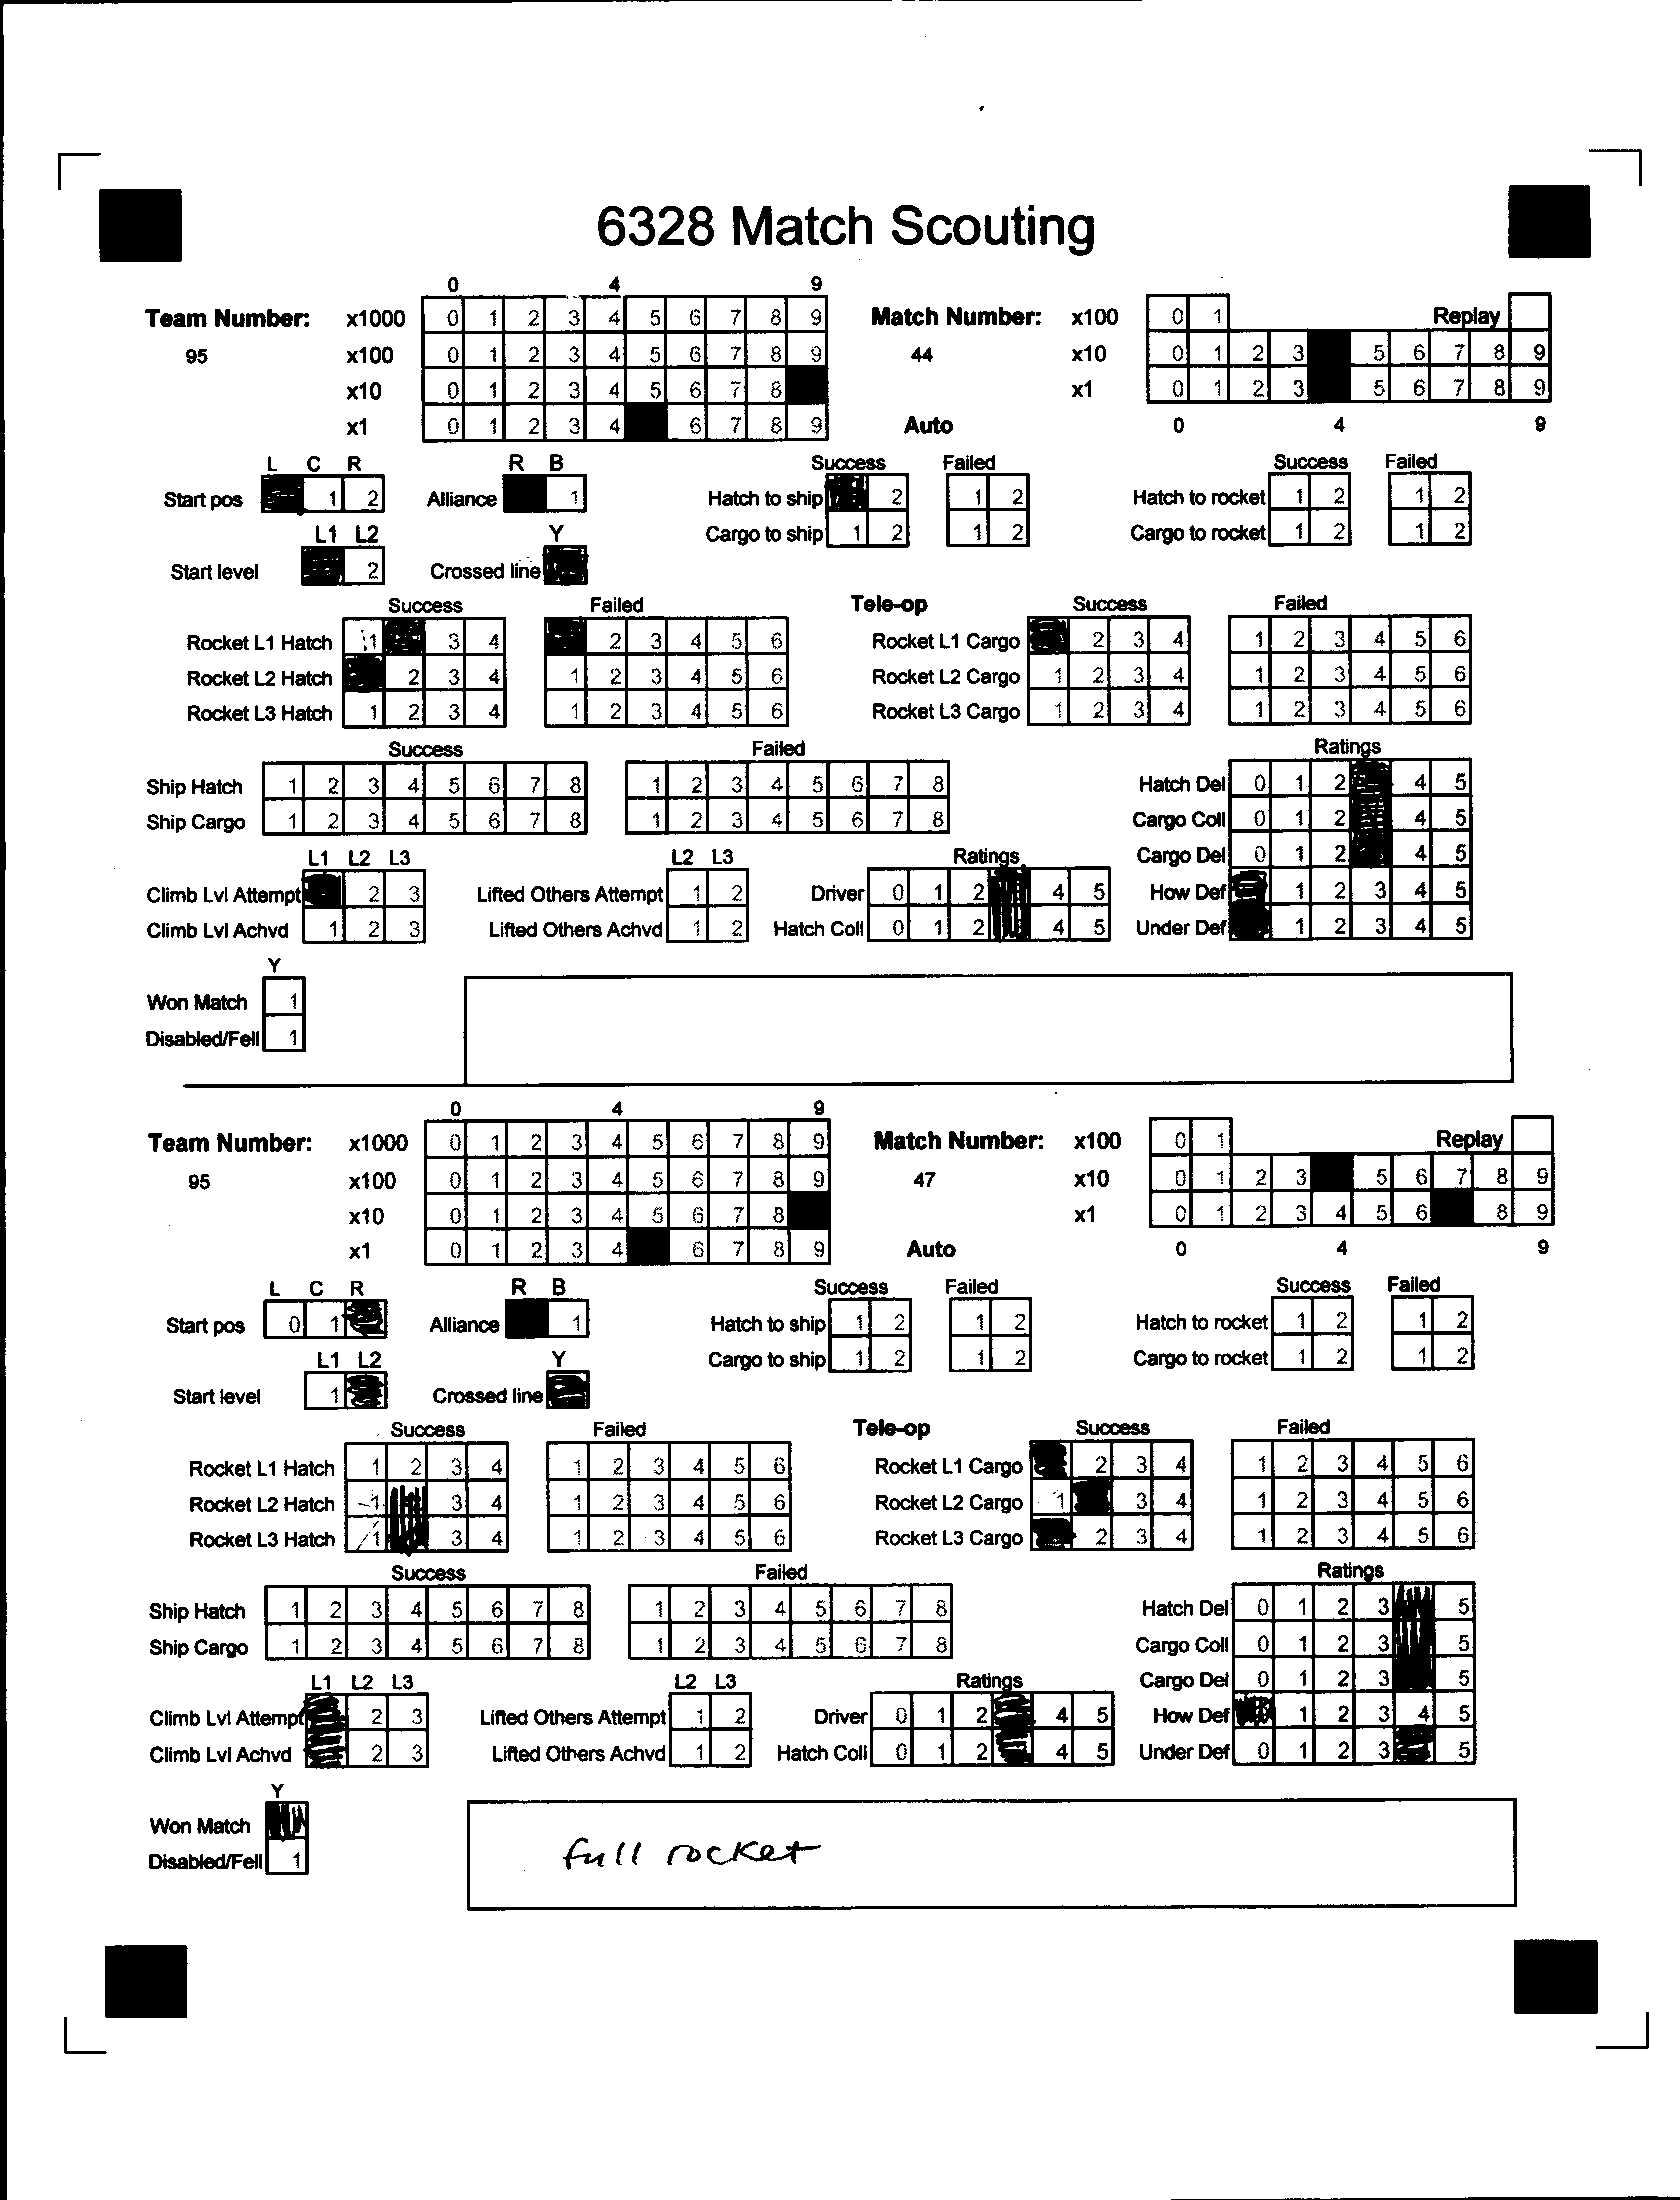 6328 Match Scouting
0 4 9
Team Number: x1000 0 1 2 3 4 5 6 7 8 9 Match Number: x100 0 1 Replay
95 x100 0 1 2 3 4 5 6 7 8 9 44 x10 0 1 2 3 5 6 7 8 9
x10 0 1 2 3 4 5 6 7 8 x1 0 1 2 3 5 6 7 8 9
x1 0 1 2 3 4 6 7 8 9 Auto 0 4 9
L C R R B Success Failed Success Failed
Start pos 1 2 Alliance 1 Hatch to ship 2 1 2 Hatch to rocket 1 2 1 2
L1 L2 Y Cargo to ship 1 2 1 2 Cargo to rocket 1 2 1 2
Start level 2 Crossed line
Success Failed Tele-op Success Failed
Rocket L1 Hatch 1 3 4 2 3 4 5 6 Rocket L1 Cargo 2 3 4 1 2 3 4 5 6
Rocket L2 Hatch 2 3 4 1 2 3 4 5 6 Rocket L2 Cargo 1 2 3 4 1 2 3 4 5 6
Rocket L3 Hatch 1 2 3 4 1 2 3 4 5 6 Rocket L3 Cargo 1 2 3 4 1 2 3 4 5 6
Success Failed Ratings
Ship Hatch 1 2 3 4 5 6 7 8 1 2 3 4 5 6 7 8 Hatch Del 0 1 2 4 5
Ship Cargo 1 2 3 4 5 6 7 8 1 2 3 4 5 6 7 8 Cargo Coll 0 1 2 4 5
L1 L2 L3 L2 L3 Ratings Cargo Del 0 1 2 4 5
Climb Lvl Attempt 2 3 Lifted Others Attempt 1 2 Driver 0 1 2 4 5 How Def 1 2 3 4 5
Climb Lvl Achvd 1 2 3 Lifted Others Achvd 1 2 Hatch Coll 0 1 2 4 5 Under Def 1 2 3 4 5
Y
Won Match 1
Disabled/Fell 1
0 4 9
Team Number: x1000 0 1 2 3 4 5 6 7 8 9 Match Number: x100 0 1 Replay
95 x100 0 1 2 3 4 5 6 7 8 9 47 x10 0 1 2 3 5 6 7 8 9
x10 0 1 2 3 4 5 6 7 8 x1 0 1 2 3 4 5 6 8 9
x1 0 1 2 3 4 6 7 8 9 Auto 0 4 9
L C R R B Success Failed Success Failed
Start pos 0 1 Alliance 1 Hatch to ship 1 2 1 2 Hatch to rocket 1 2 1 2
L1 L2 Y Cargo to ship 1 2 1 2 Cargo to rocket 1 2 1 2
Start level 1 Crossed line
Success Failed Tele-op Success Failed
Rocket L1 Hatch 1 2 3 4 1 2 3 4 5 6 Rocket L1 Cargo 2 3 4 1 2 3 4 5 6
Rocket L2 Hatch 1 3 4 1 2 3 4 5 6 Rocket L2 Cargo 1 3 4 1 2 3 4 5 6
Rocket L3 Hatch 1 3 4 1 2 3 4 5 6 Rocket L3 Cargo 2 3 4 1 2 3 4 5 6
Success Failed Ratings
Ship Hatch 1 2 3 4 5 6 7 8 1 2 3 4 5 6 7 8 Hatch Del 0 1 2 3 5
Ship Cargo 1 2 3 4 5 6 7 8 1 2 3 4 5 6 7 8 Cargo Coll 0 1 2 3 5
L1 L2 L3 L2 L3 Ratings Cargo Del 0 1 2 3 5
Climb Lvl Attempt 2 3 Lifted Others Attempt 1 2 Driver 0 1 2 4 5 How Def 1 2 3 4 5
Climb Lvl Achvd 2 3 Lifted Others Achvd 1 2 Hatch Coll 0 1 2 4 5 Under Def 0 1 2 3 5
Y
Won Match
Disabled/Fell 1
full rocket